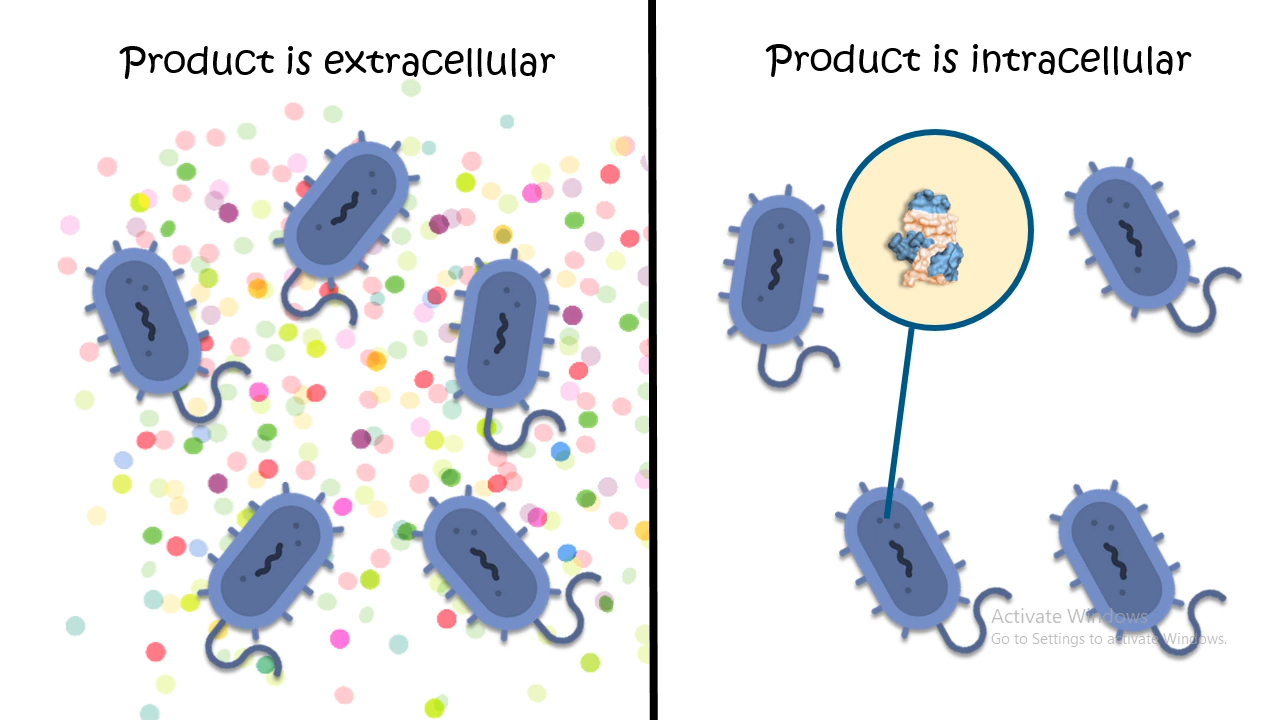 Product is extracellular
Product is intracellular
Activate Windows
Go to Settings to activate Windows.